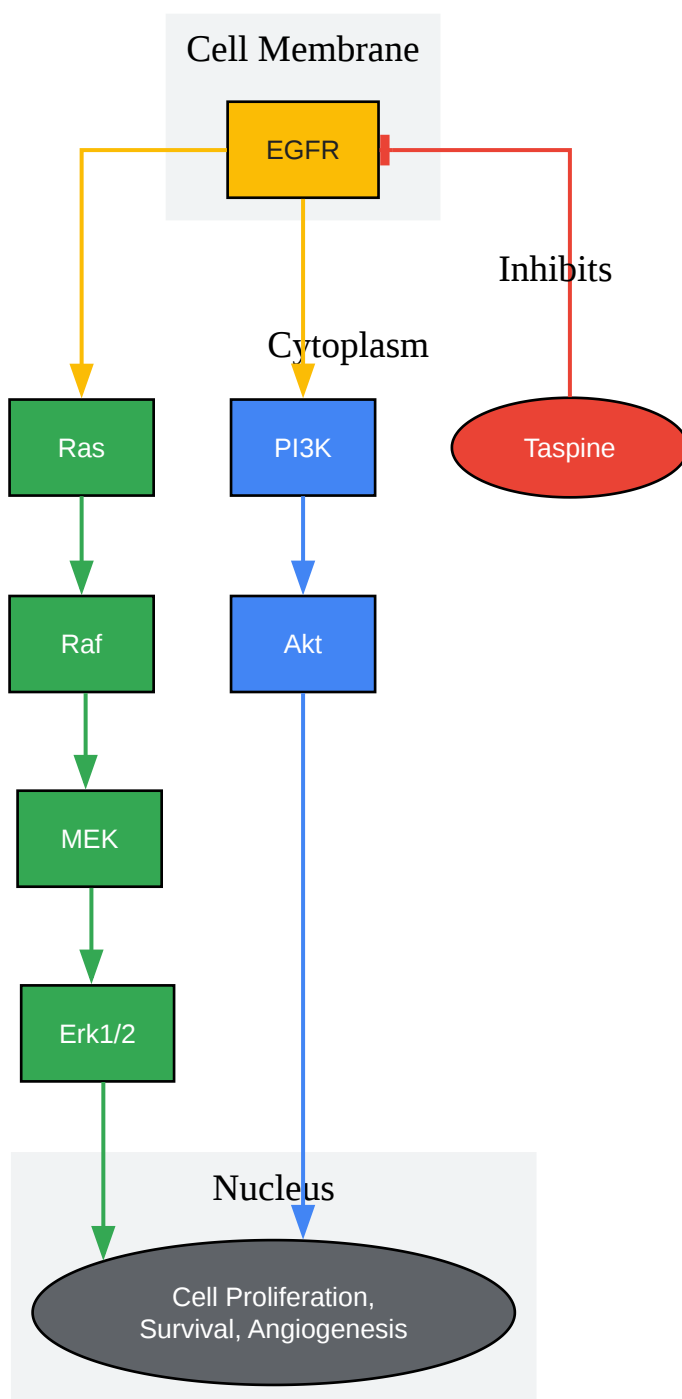 Cell Membrane
EGFR
Inhibits
Cytoplasm
Ras
PI3K
Taspine
Raf
Akt
MEK
Erk1/2
Nucleus
Cell Proliferation,
Survival, Angiogenesis